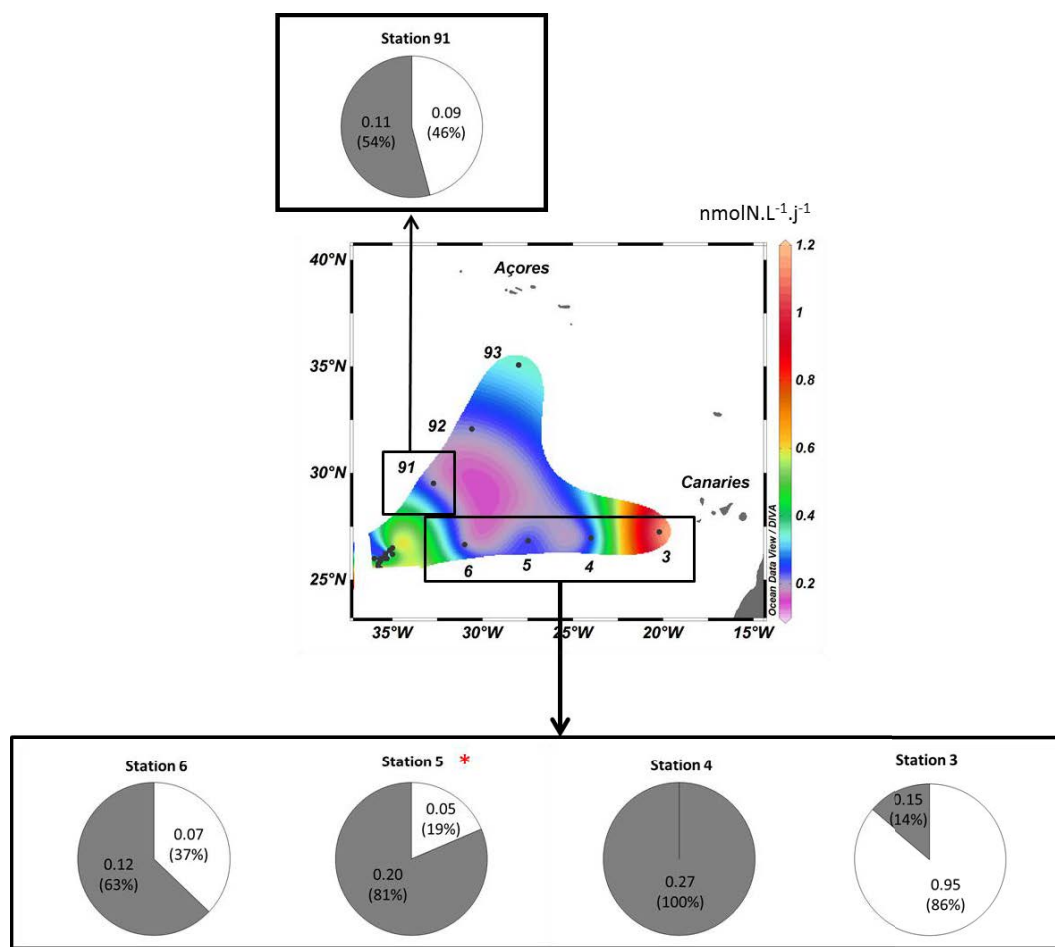 Station 91
0.11
(54%)
0.09
(46%)
nmolN.L⁻¹.j⁻¹
40°N
35°N
30°N
25°N
35°W
30°W
25°W
20°W
15°W
Açores
93
92
91
Canaries
6
5
4
3
1.2
1
0.8
0.6
0.4
0.2
Ocean Data View / DIVA
Station 6
0.07
(37%)
0.12
(63%)
Station 5 *
0.05
(19%)
0.20
(81%)
Station 4
0.27
(100%)
Station 3
0.15
(14%)
0.95
(86%)